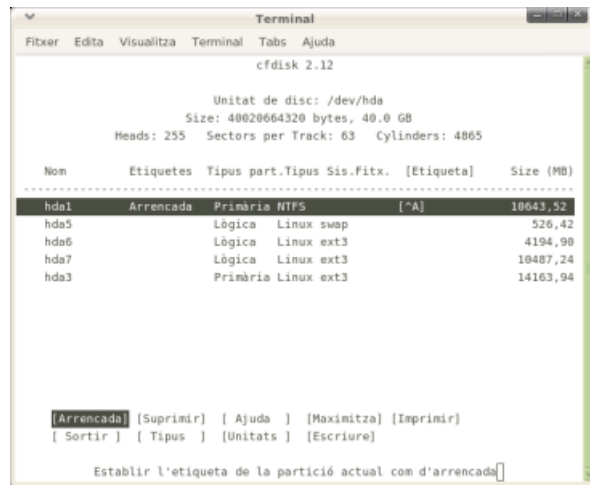 Terminal
Fitxer Edita Visualitza Terminal Tabs Ajuda
cfdisk 2.12
Unitat de disc: /dev/hda
Size: 40020664320 bytes, 40.0 GB
Heads: 255 Sectors per Track: 63 Cylinders: 4865
Nom Etiquetes Tipus part.Tipus Sis.Fitx. [Etiqueta] Size (MB)
hda1 Arrencada Primària NTFS [^A] 10643,52
hda5 Lògica Linux swap 526,42
hda6 Lògica Linux ext3 4194,90
hda7 Lògica Linux ext3 10487,24
hda3 Primària Linux ext3 14163,94
[Arrencada] [Suprimir] [ Ajuda ] [Maximitza] [Imprimir]
[ Sortir ] [ Tipus ] [Unitats ] [Escriure]
Establir l'etiqueta de la partició actual com d'arrencada